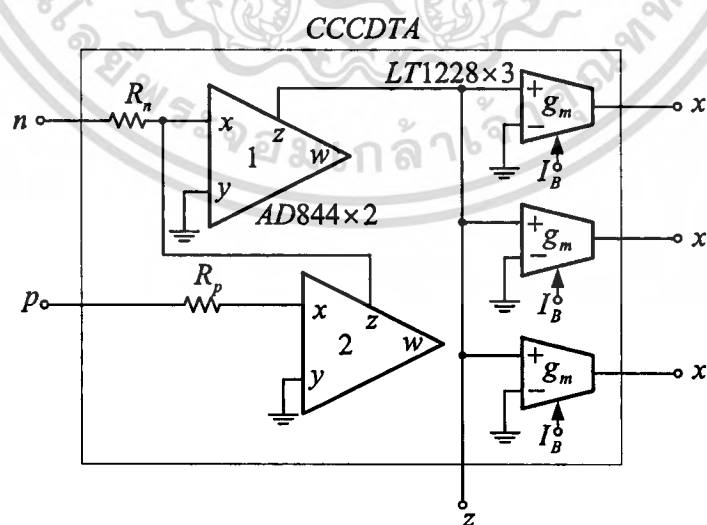 CCCDTA
LT1228×3
n
R_n
x
z
1
w
y
AD844×2
+
g_m
−
I_B
x
+
g_m
−
I_B
x
p
R_p
x
z
2
w
y
+
g_m
−
I_B
x
z